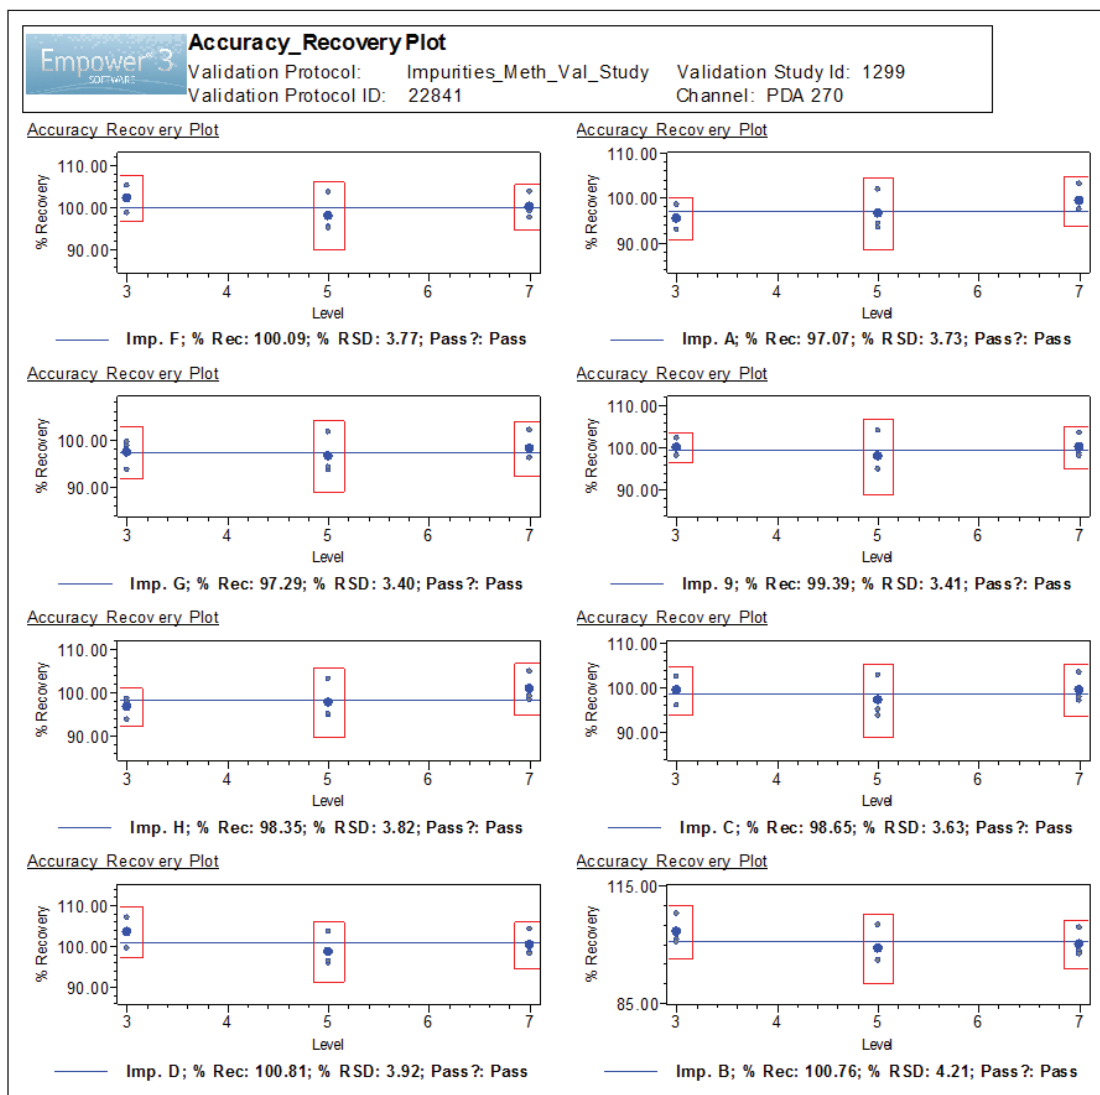 Empower® 3
SOFTWARE
Accuracy_Recovery Plot
Validation Protocol: Impurities_Meth_Val_Study Validation Study Id: 1299
Validation Protocol ID: 22841 Channel: PDA 270
Accuracy Recovery Plot
% Recovery
110.00
100.00
90.00
3 4 5 6 7
Level
Imp. F; % Rec: 100.09; % RSD: 3.77; Pass?: Pass
Accuracy Recovery Plot
% Recovery
110.00
100.00
90.00
3 4 5 6 7
Level
Imp. A; % Rec: 97.07; % RSD: 3.73; Pass?: Pass
Accuracy Recovery Plot
% Recovery
100.00
90.00
3 4 5 6 7
Level
Imp. G; % Rec: 97.29; % RSD: 3.40; Pass?: Pass
Accuracy Recovery Plot
% Recovery
110.00
100.00
90.00
3 4 5 6 7
Level
Imp. 9; % Rec: 99.39; % RSD: 3.41; Pass?: Pass
Accuracy Recovery Plot
% Recovery
110.00
100.00
90.00
3 4 5 6 7
Level
Imp. H; % Rec: 98.35; % RSD: 3.82; Pass?: Pass
Accuracy Recovery Plot
% Recovery
110.00
100.00
90.00
3 4 5 6 7
Level
Imp. C; % Rec: 98.65; % RSD: 3.63; Pass?: Pass
Accuracy Recovery Plot
% Recovery
110.00
100.00
90.00
3 4 5 6 7
Level
Imp. D; % Rec: 100.81; % RSD: 3.92; Pass?: Pass
Accuracy Recovery Plot
% Recovery
115.00
85.00
3 4 5 6 7
Level
Imp. B; % Rec: 100.76; % RSD: 4.21; Pass?: Pass